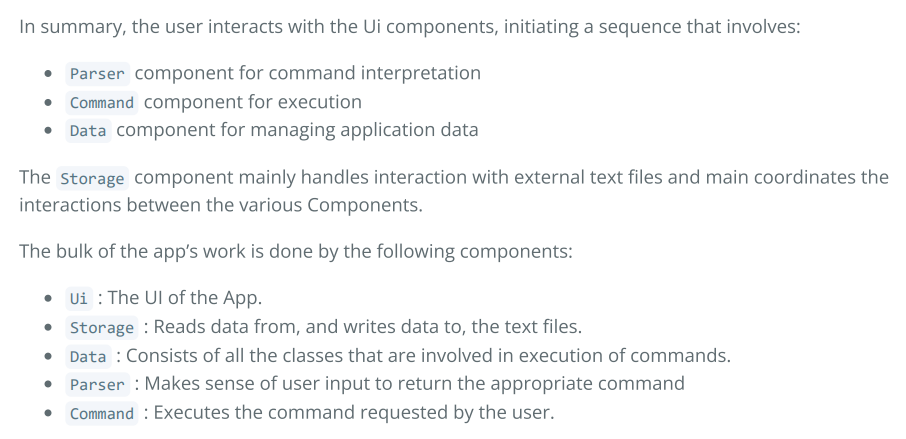 In summary, the user interacts with the Ui components, initiating a sequence that involves:
• Parser component for command interpretation
• Command component for execution
• Data component for managing application data
The Storage component mainly handles interaction with external text files and main coordinates the
interactions between the various Components.
The bulk of the app’s work is done by the following components:
• Ui : The UI of the App.
• Storage : Reads data from, and writes data to, the text files.
• Data : Consists of all the classes that are involved in execution of commands.
• Parser : Makes sense of user input to return the appropriate command
• Command : Executes the command requested by the user.